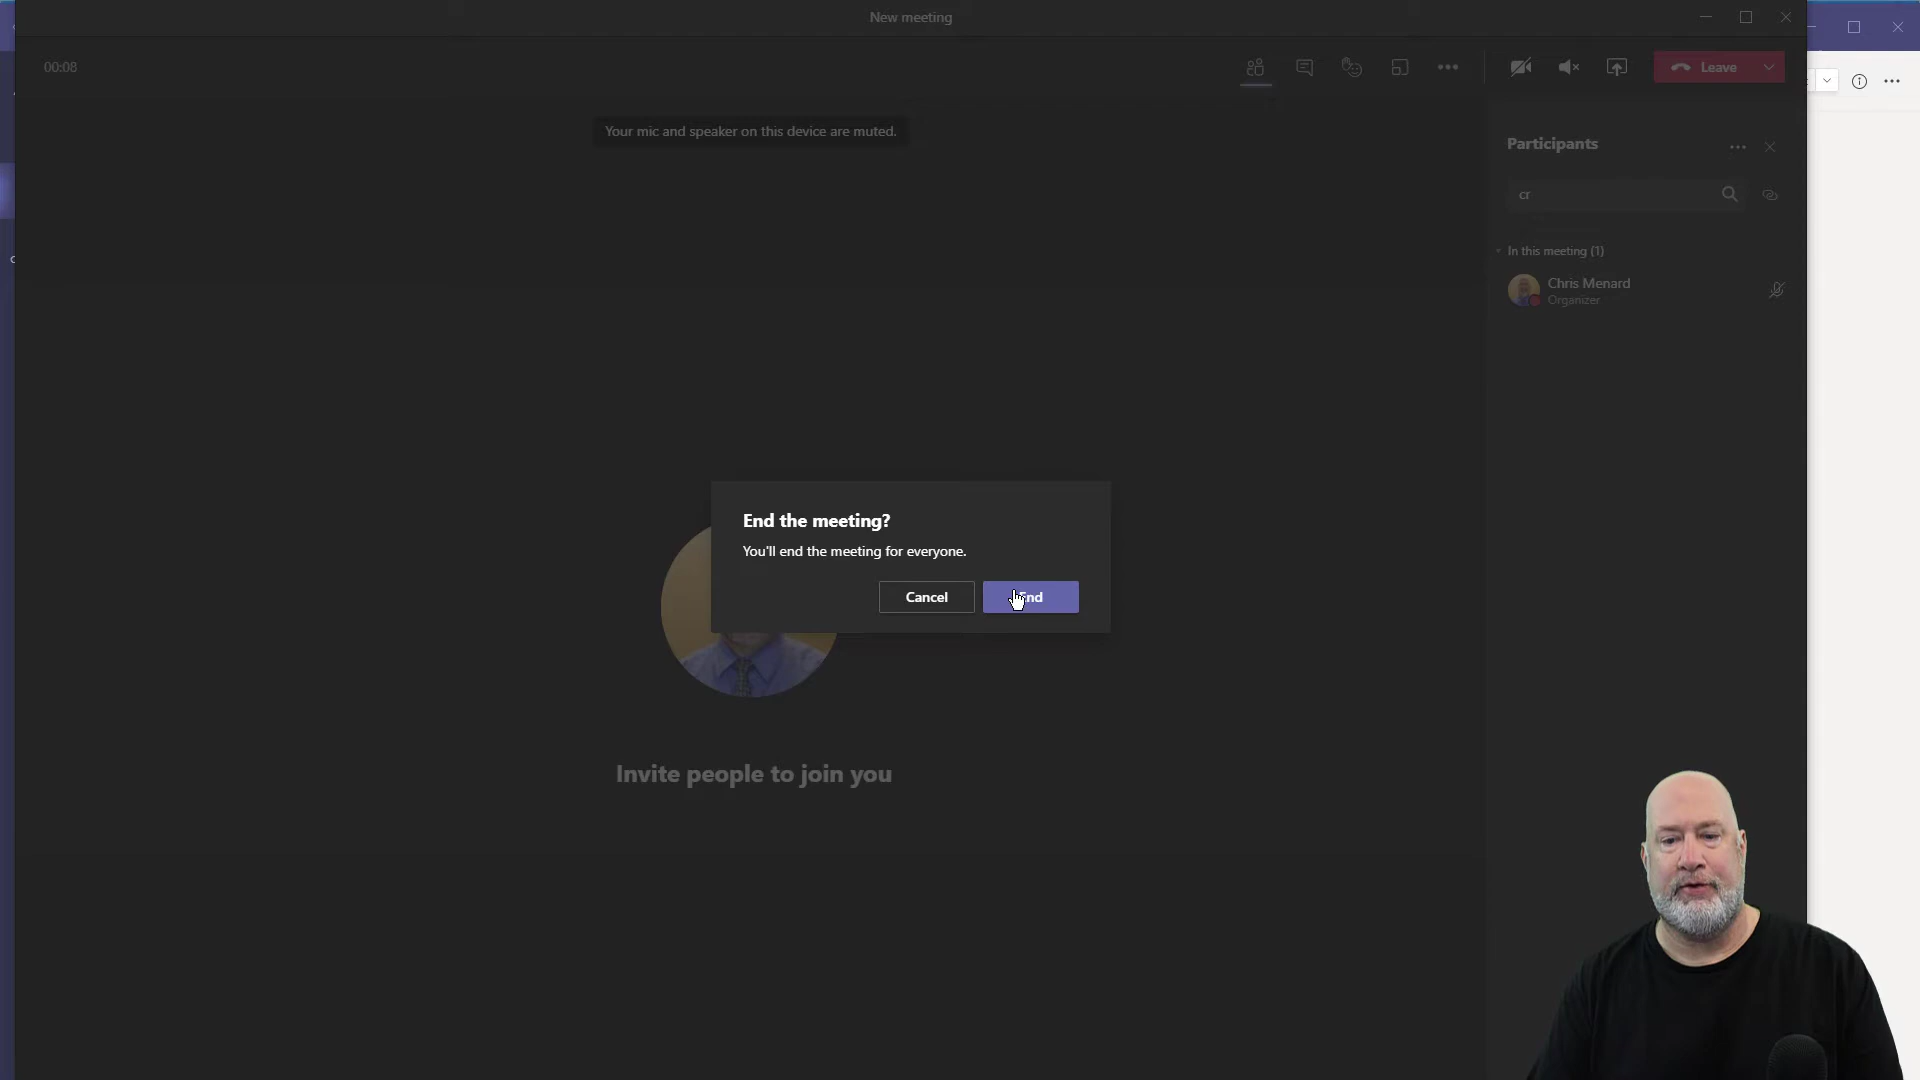 New meeting
00:08
Leave
Your mic and speaker on this device are muted.
Participants
cr
In this meeting (1)
Chris Menard
Organizer
End the meeting?
You'll end the meeting for everyone.
Cancel
End
Invite people to join you